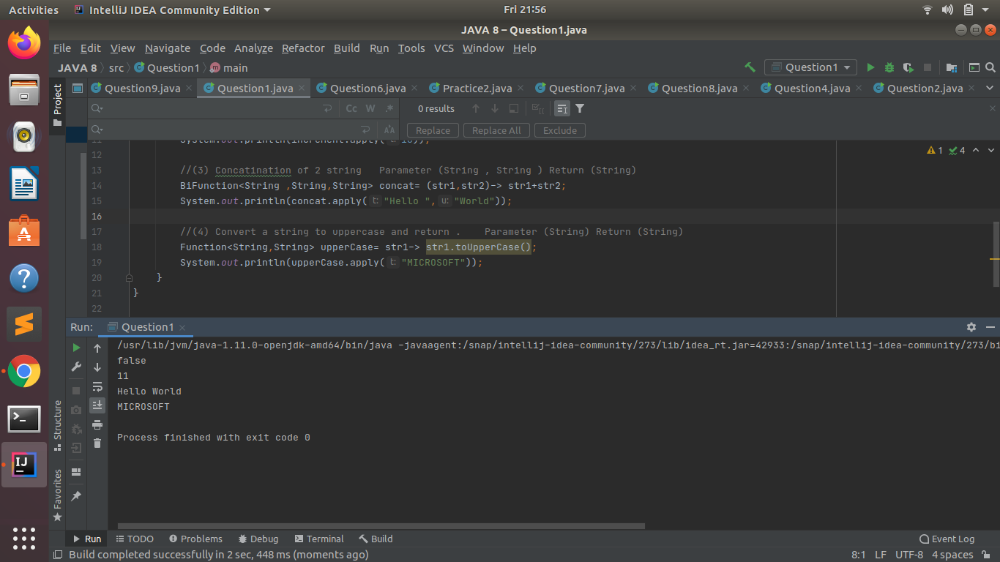 Activities IntelliJ IDEA Community Edition Fri 21:56
JAVA 8 – Question1.java
File Edit View Navigate Code Analyze Refactor Build Run Tools VCS Window Help
JAVA 8 src Question1 main Question1
Project
Question9.java Question1.java Question6.java Practice2.java Question7.java Question8.java Question4.java Question2.java
Cc W .* 0 results
Replace Replace All Exclude
11 System.out.println(increment.apply( t: 10));
12
1 4
13 //(3) Concatination of 2 string   Parameter (String , String ) Return (String)
14 BiFunction<String ,String,String> concat= (str1,str2)-> str1+str2;
15 System.out.println(concat.apply( t: "Hello ", u: "World"));
16
17 //(4) Convert a string to uppercase and return .    Parameter (String) Return (String)
18 Function<String,String> upperCase= str1-> str1.toUpperCase();
19 System.out.println(upperCase.apply( t: "MICROSOFT"));
20 }
21 }
22
Run: Question1
/usr/lib/jvm/java-1.11.0-openjdk-amd64/bin/java -javaagent:/snap/intellij-idea-community/273/lib/idea_rt.jar=42933:/snap/intellij-idea-community/273/bi
false
11
Hello World
MICROSOFT
Process finished with exit code 0
Structure
Favorites
Run TODO Problems Debug Terminal Build Event Log
Build completed successfully in 2 sec, 448 ms (moments ago) 8:1 LF UTF-8 4 spaces